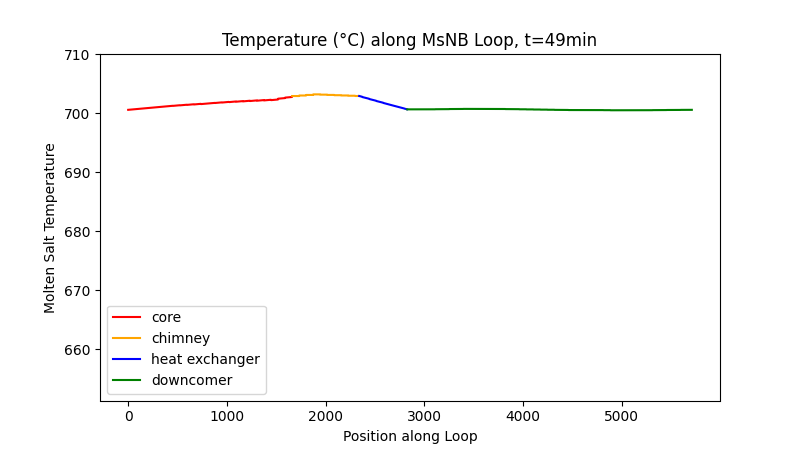 Temperature (°C) along MsNB Loop, t=49min
Molten Salt Temperature
710
700
690
680
670
660
core
chimney
heat exchanger
downcomer
0 1000 2000 3000 4000 5000
Position along Loop